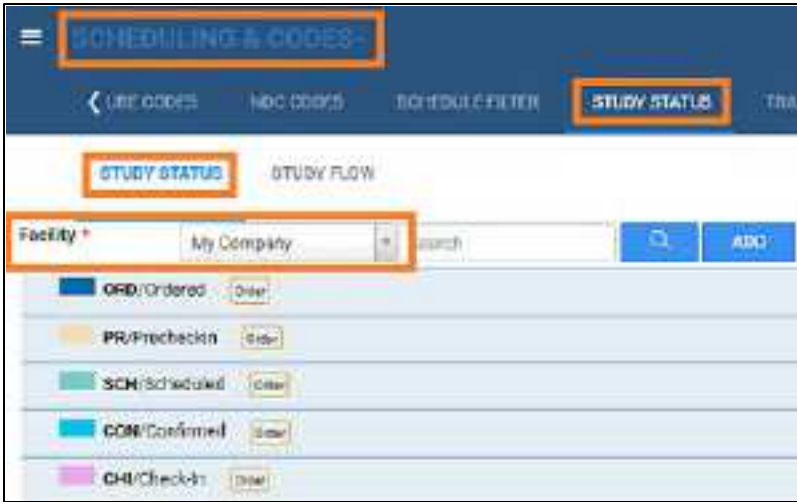 SCHEDULING & CODES
CODES NDC CODES SCHEDULE FILTER STUDY STATUS
STUDY STATUS STUDY FLOW
Facility * My Company Search ADD
ORD/Ordered Order
PR/Precheckin Order
SCH/Scheduled Order
CON/Confirmed Order
CHI/Check-In Order